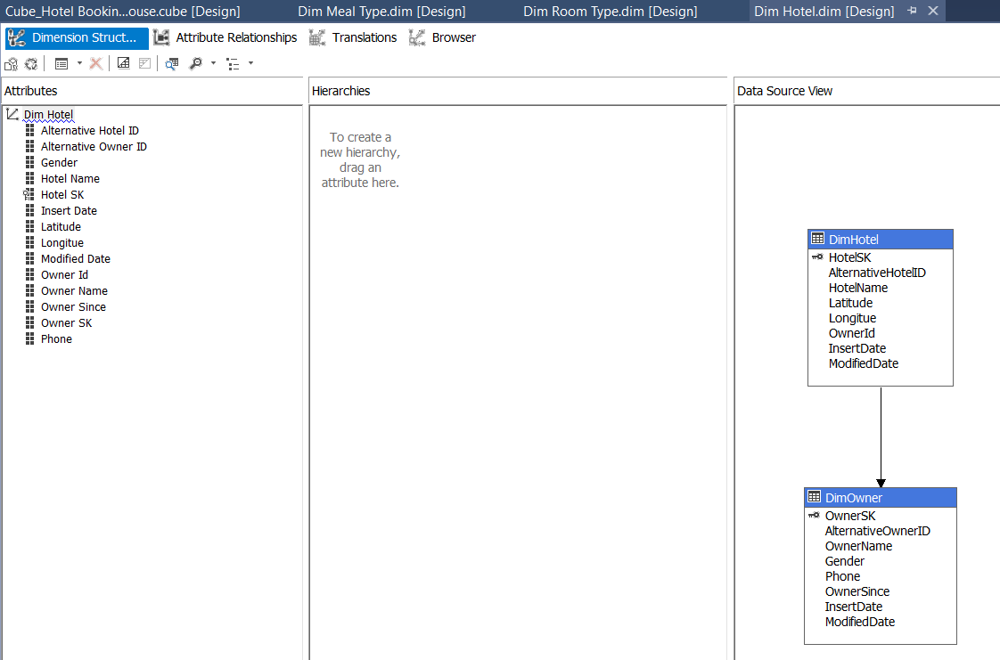 Cube_Hotel Bookin...ouse.cube [Design]
Dim Meal Type.dim [Design]
Dim Room Type.dim [Design]
Dim Hotel.dim [Design]
Dimension Struct...
Attribute Relationships
Translations
Browser
Attributes
Dim Hotel
Alternative Hotel ID
Alternative Owner ID
Gender
Hotel Name
Hotel SK
Insert Date
Latitude
Longitue
Modified Date
Owner Id
Owner Name
Owner Since
Owner SK
Phone
Hierarchies
To create a
new hierarchy,
drag an
attribute here.
Data Source View
DimHotel
HotelSK
AlternativeHotelID
HotelName
Latitude
Longitue
OwnerId
InsertDate
ModifiedDate
DimOwner
OwnerSK
AlternativeOwnerID
OwnerName
Gender
Phone
OwnerSince
InsertDate
ModifiedDate